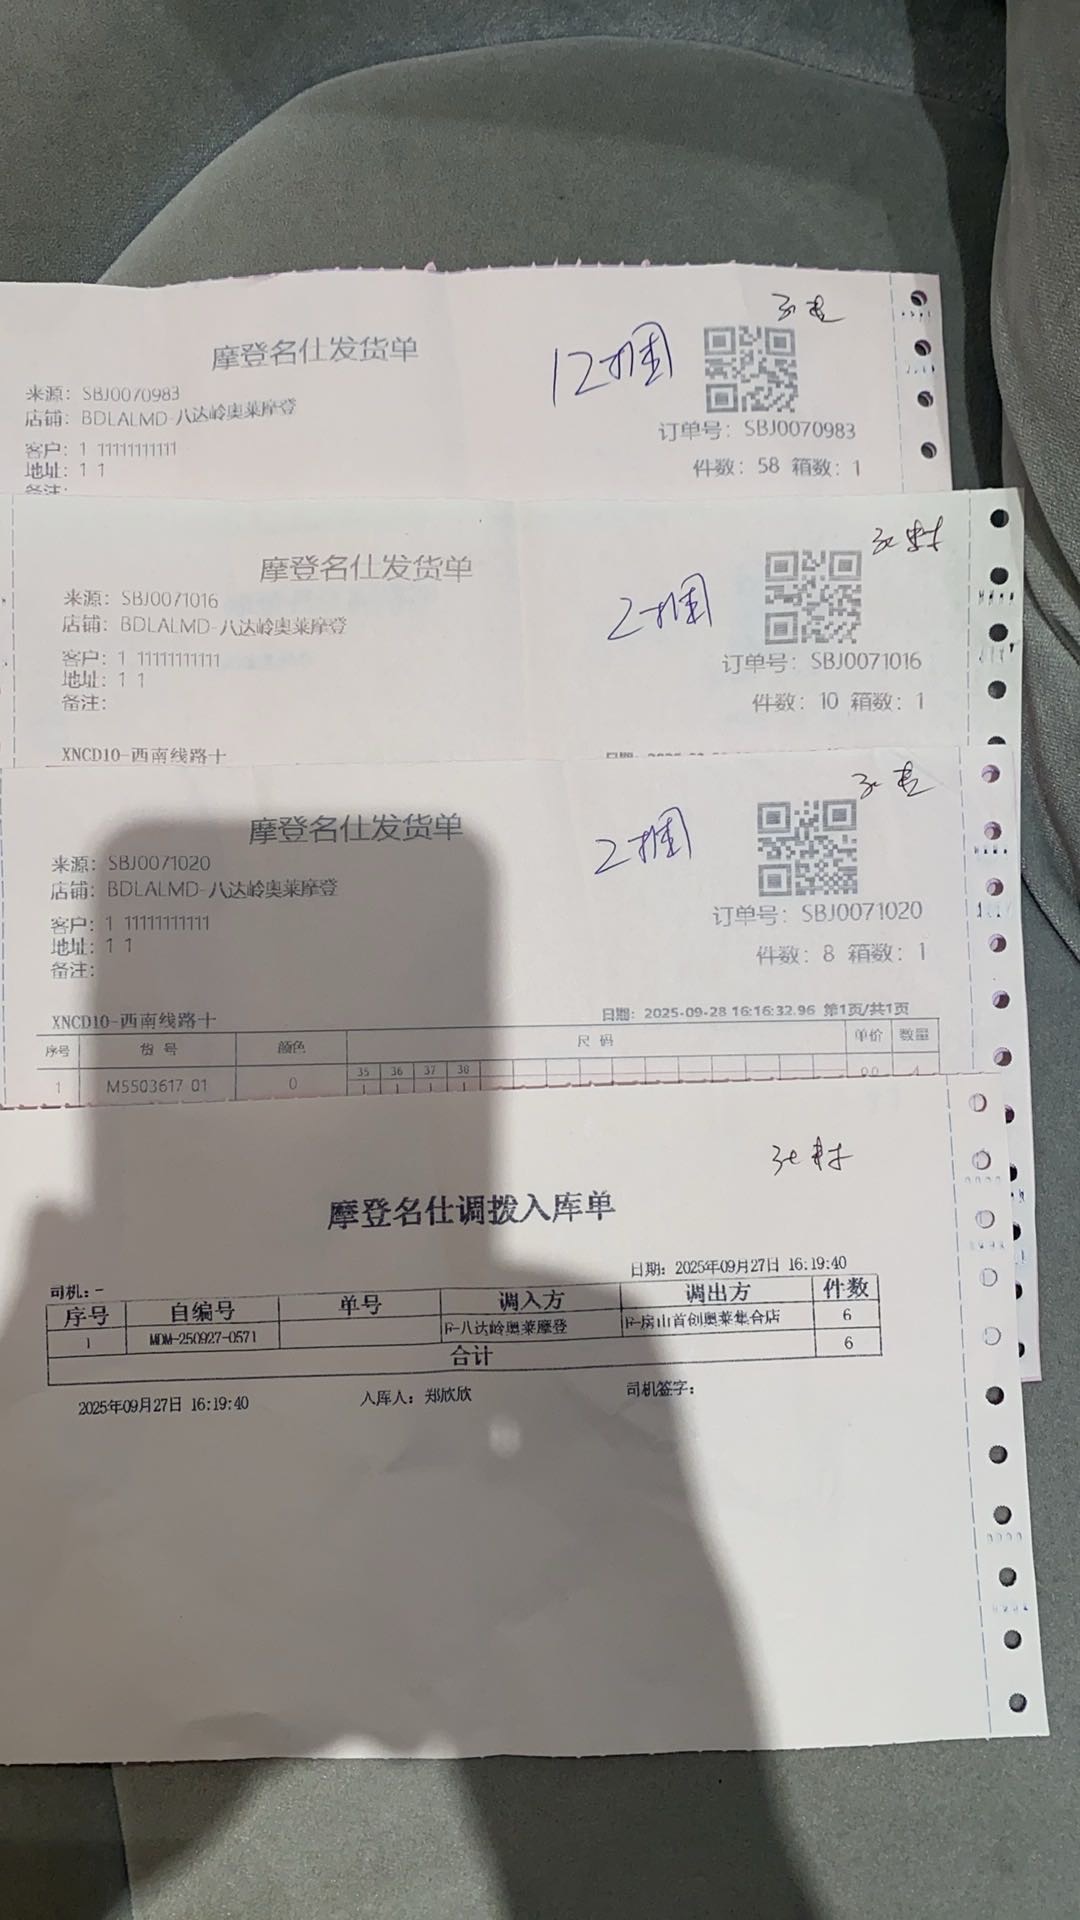 摩登名仕发货单
12捆
来源：SBJ0070983
店铺：BDLALMD-八达岭奥莱摩登
客户：1 11111111111
地址：1 1
备注：
订单号：SBJ0070983
件数：58 箱数：1
摩登名仕发货单
2捆
来源：SBJ0071016
店铺：BDLALMD-八达岭奥莱摩登
客户：1 11111111111
地址：1 1
备注：
订单号：SBJ0071016
件数：10 箱数：1
XNCD10-西南线路十
摩登名仕发货单
2捆
来源：SBJ0071020
店铺：BDLALMD-八达岭奥莱摩登
客户：1 11111111111
地址：1 1
备注：
订单号：SBJ0071020
件数：8 箱数：1
XNCD10-西南线路十 日期：2025-09-28 16:16:32.96 第1页/共1页
序号 货号 颜色 尺码 单价 数量
35 36 37 38
1 M5503617 01 0 1 1 1 1 0.0 4
摩登名仕调拨入库单
日期：2025年09月27日 16:19:40
司机：-
序号 自编号 单号 调入方 调出方 件数
1 MDM-250927-0571 F-八达岭奥莱摩登 F-房山首创奥莱集合店 6
合计 6
2025年09月27日 16:19:40 入库人：郑欣欣 司机签字：